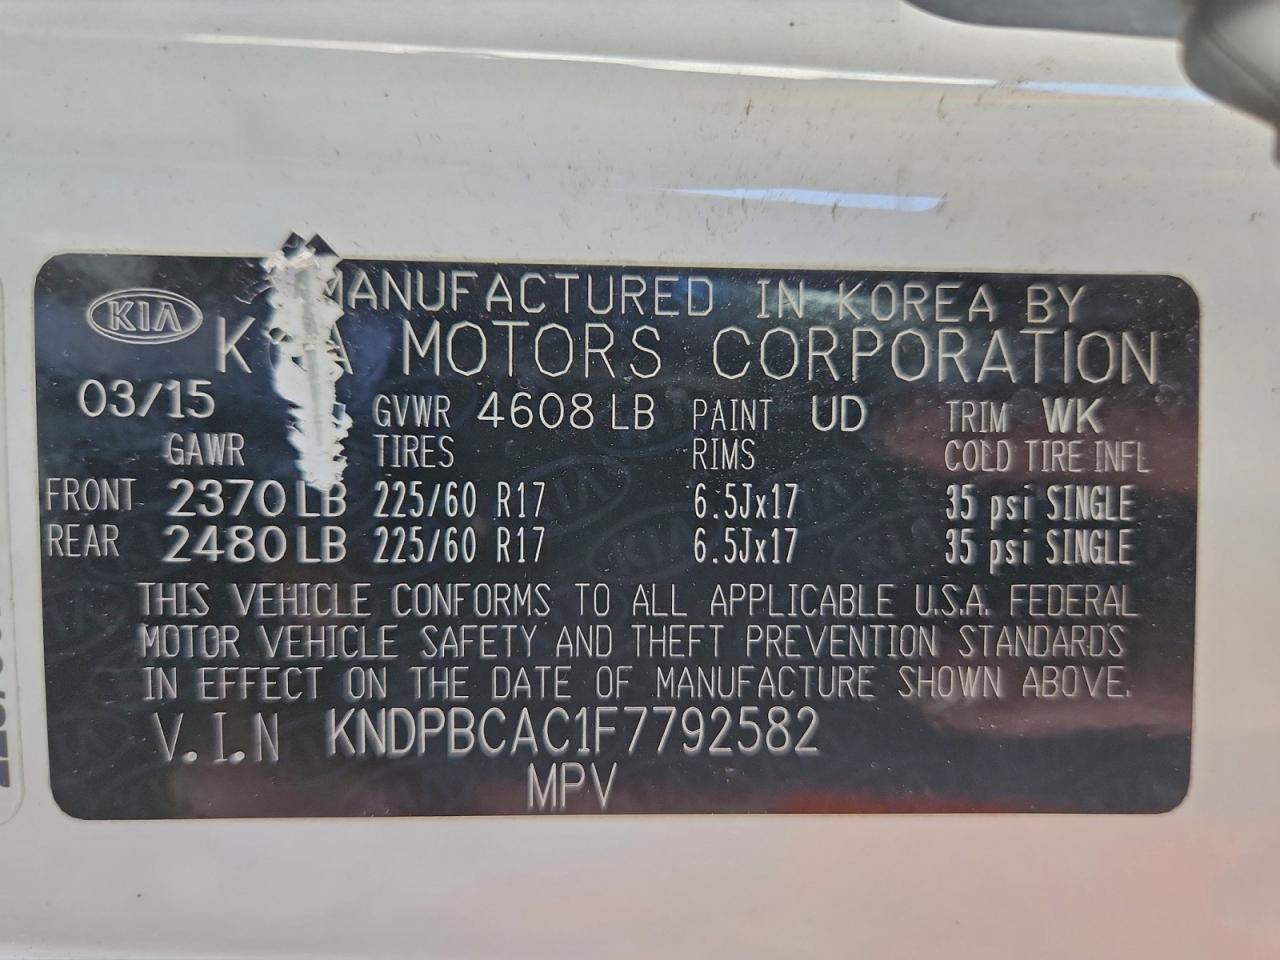 KIA
MANUFACTURED IN KOREA BY
KIA MOTORS CORPORATION
03/15 GVWR 4608 LB PAINT UD TRIM WK
GAWR TIRES RIMS COLD TIRE INFL
FRONT 2370 LB 225/60 R17 6.5Jx17 35 psi SINGLE
REAR 2480 LB 225/60 R17 6.5Jx17 35 psi SINGLE
THIS VEHICLE CONFORMS TO ALL APPLICABLE U.S.A. FEDERAL
MOTOR VEHICLE SAFETY AND THEFT PREVENTION STANDARDS
IN EFFECT ON THE DATE OF MANUFACTURE SHOWN ABOVE.
V.I.N KNDPBCAC1F7792582
MPV